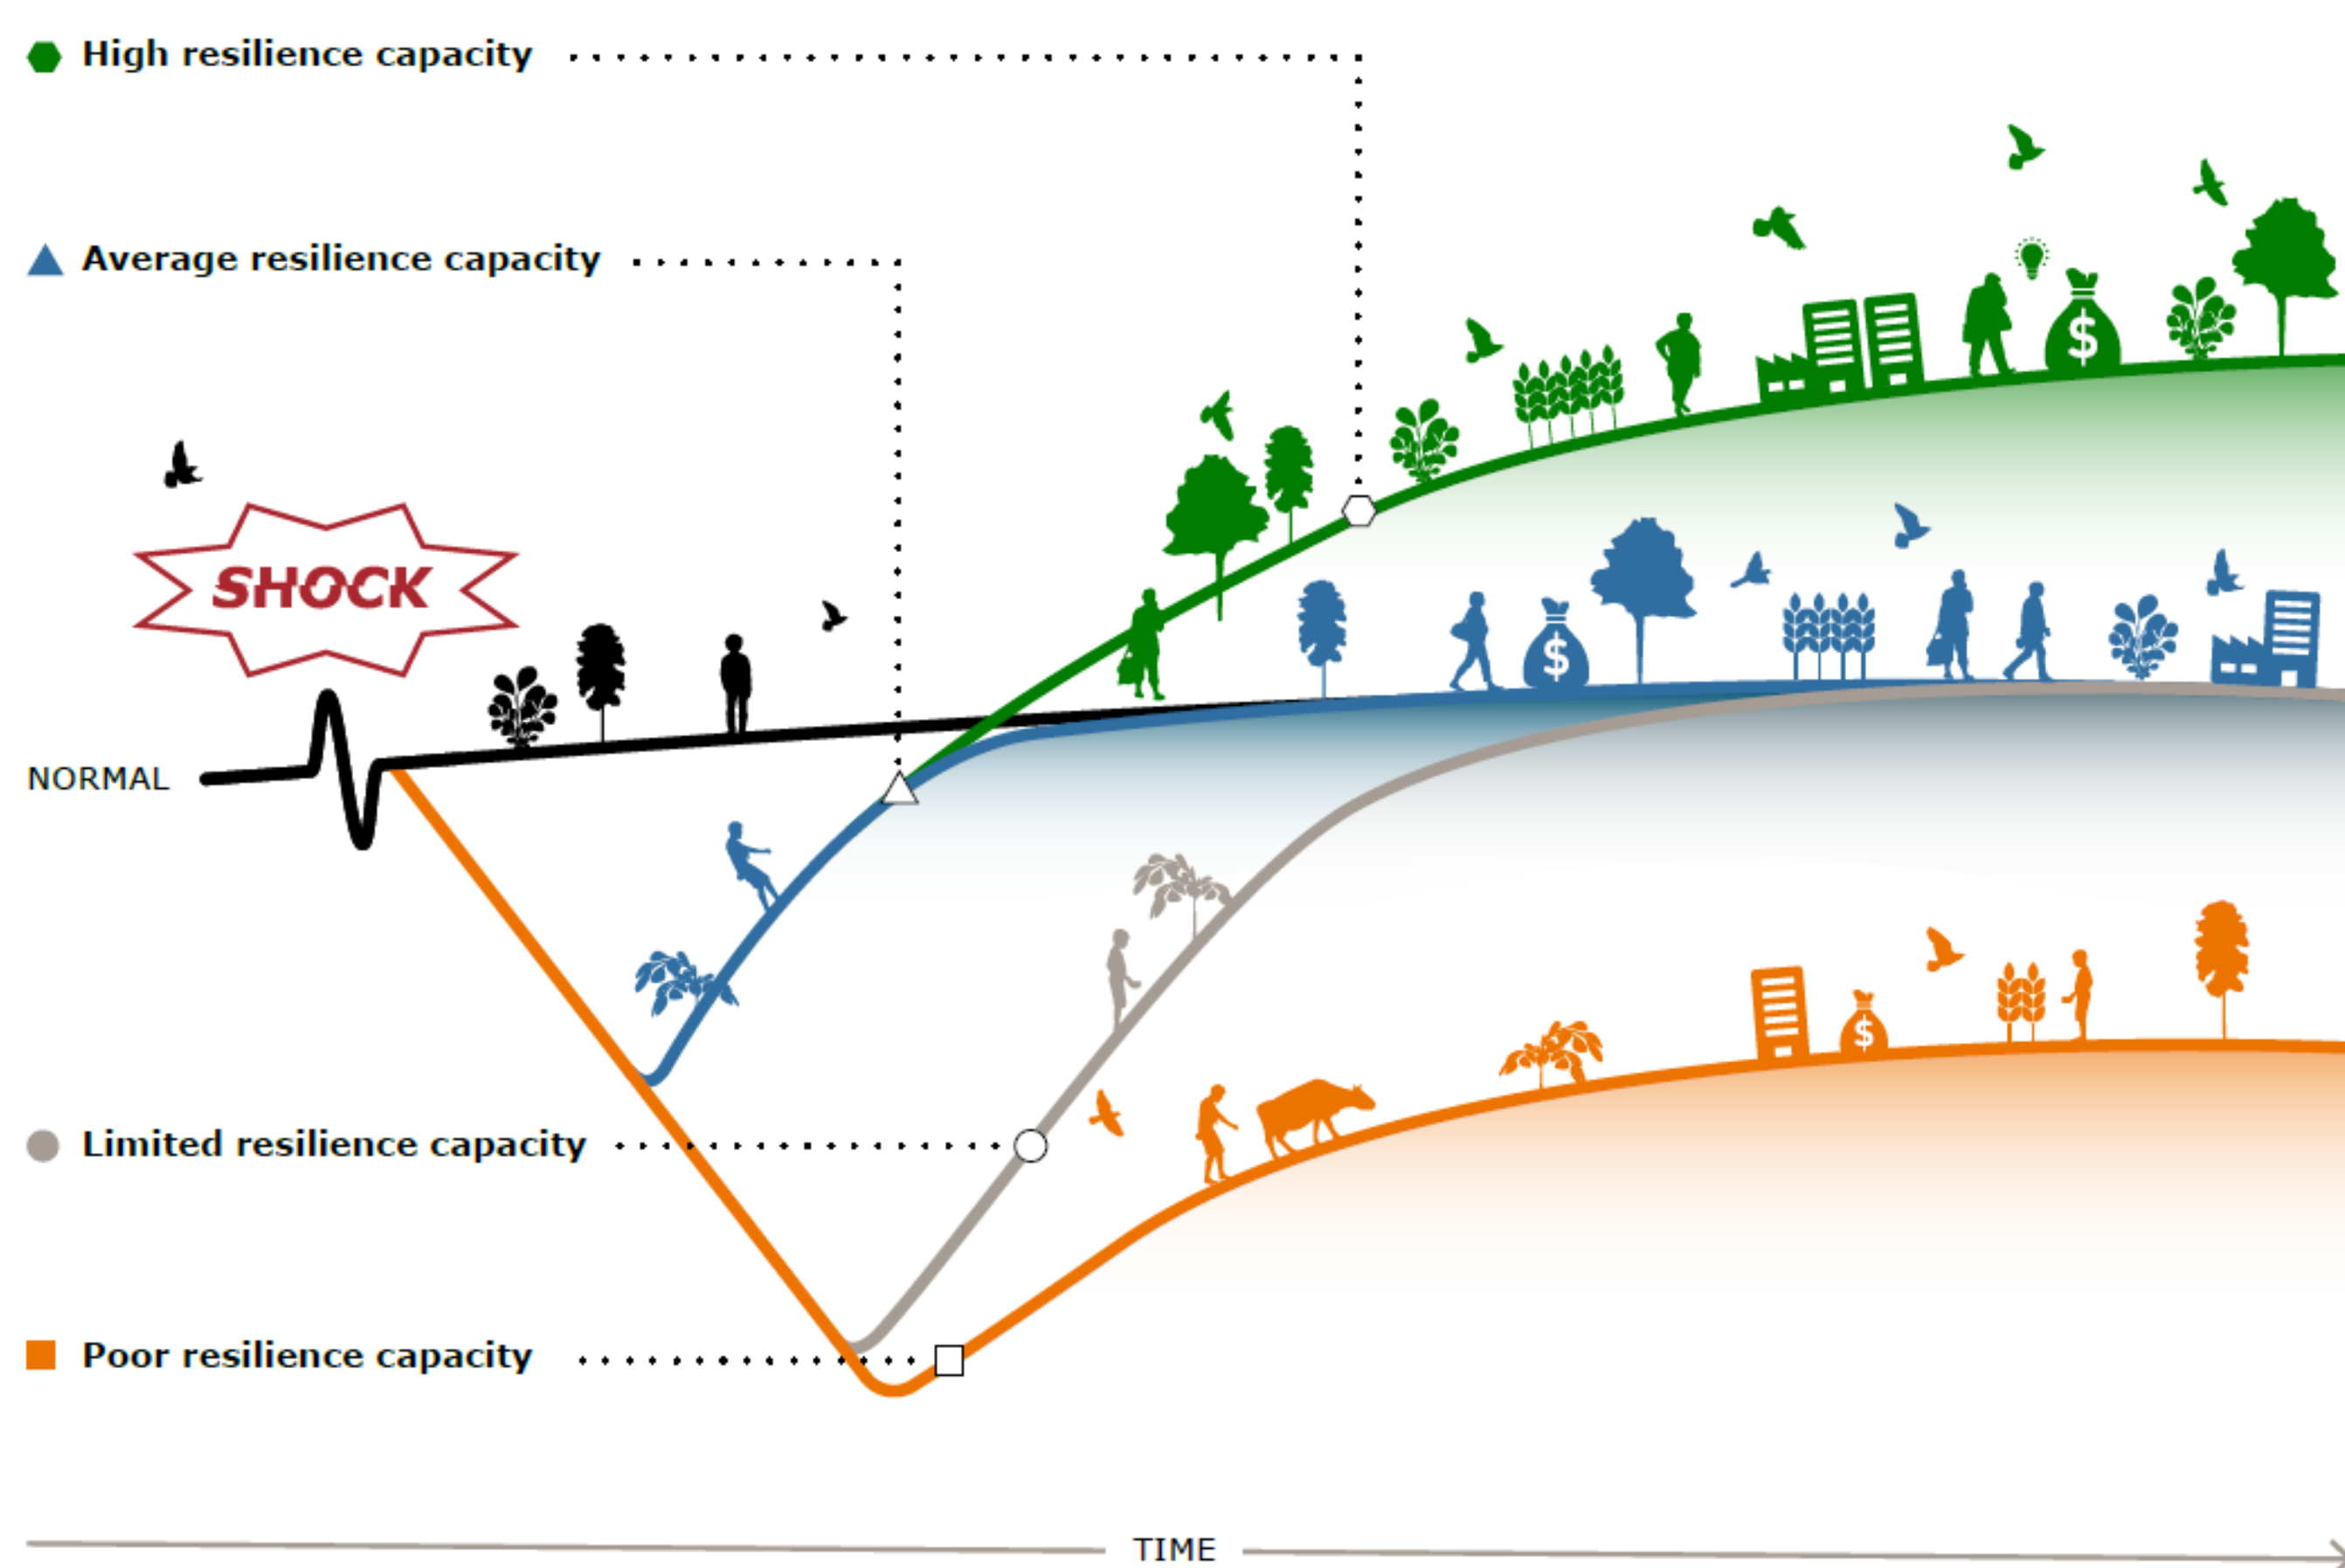 High resilience capacity
Average resilience capacity
SHOCK
NORMAL
$
$
$
Limited resilience capacity
Poor resilience capacity
TIME